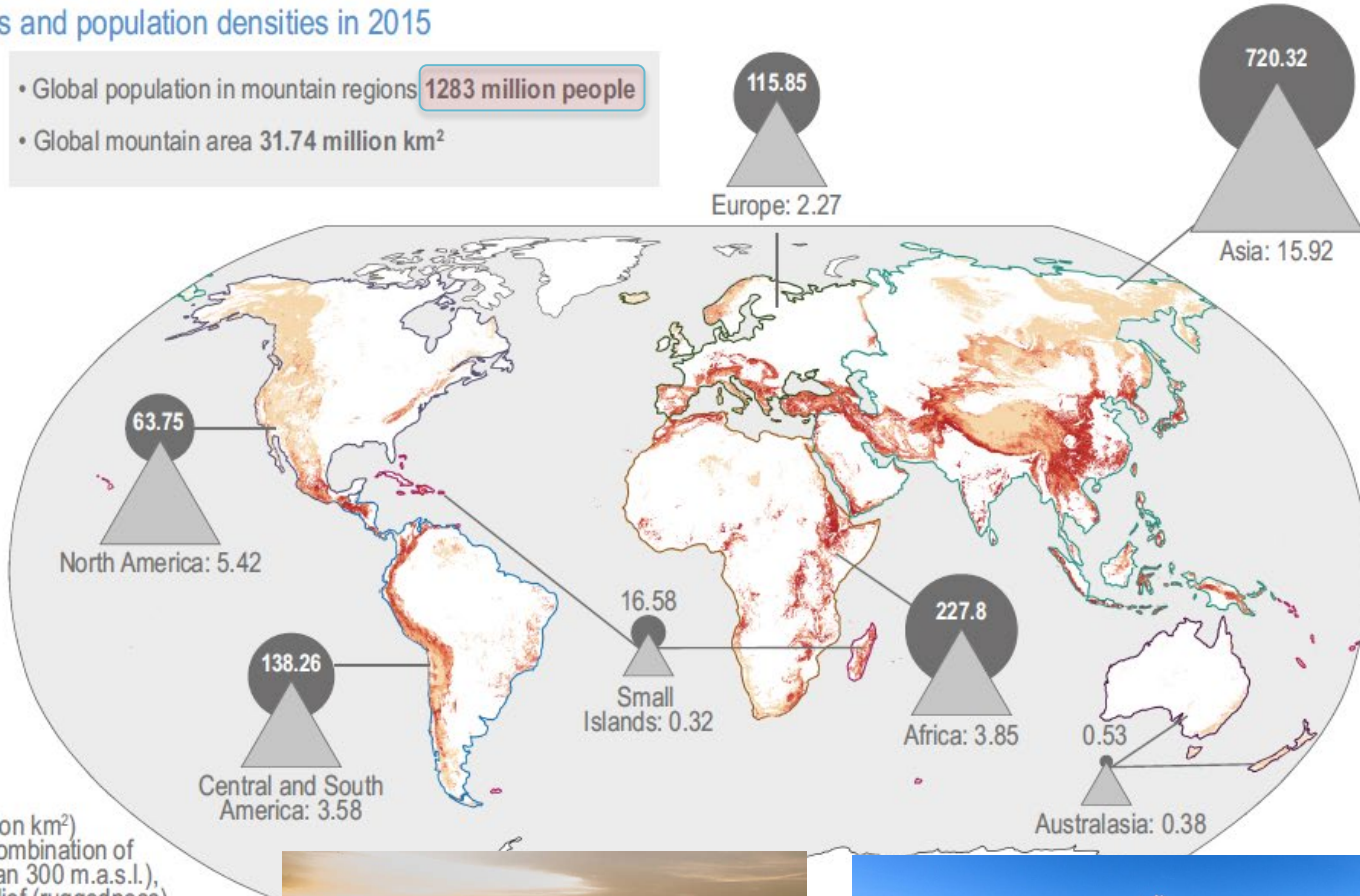 s and population densities in 2015
• Global population in mountain regions 1283 million people
• Global mountain area 31.74 million km²
115.85
Europe: 2.27
720.32
Asia: 15.92
63.75
North America: 5.42
138.26
Central and South
America: 3.58
16.58
Small
Islands: 0.32
227.8
Africa: 3.85
0.53
Australasia: 0.38
on km²)
ombination of
an 300 m.a.s.l.),
lief (ruggedness)